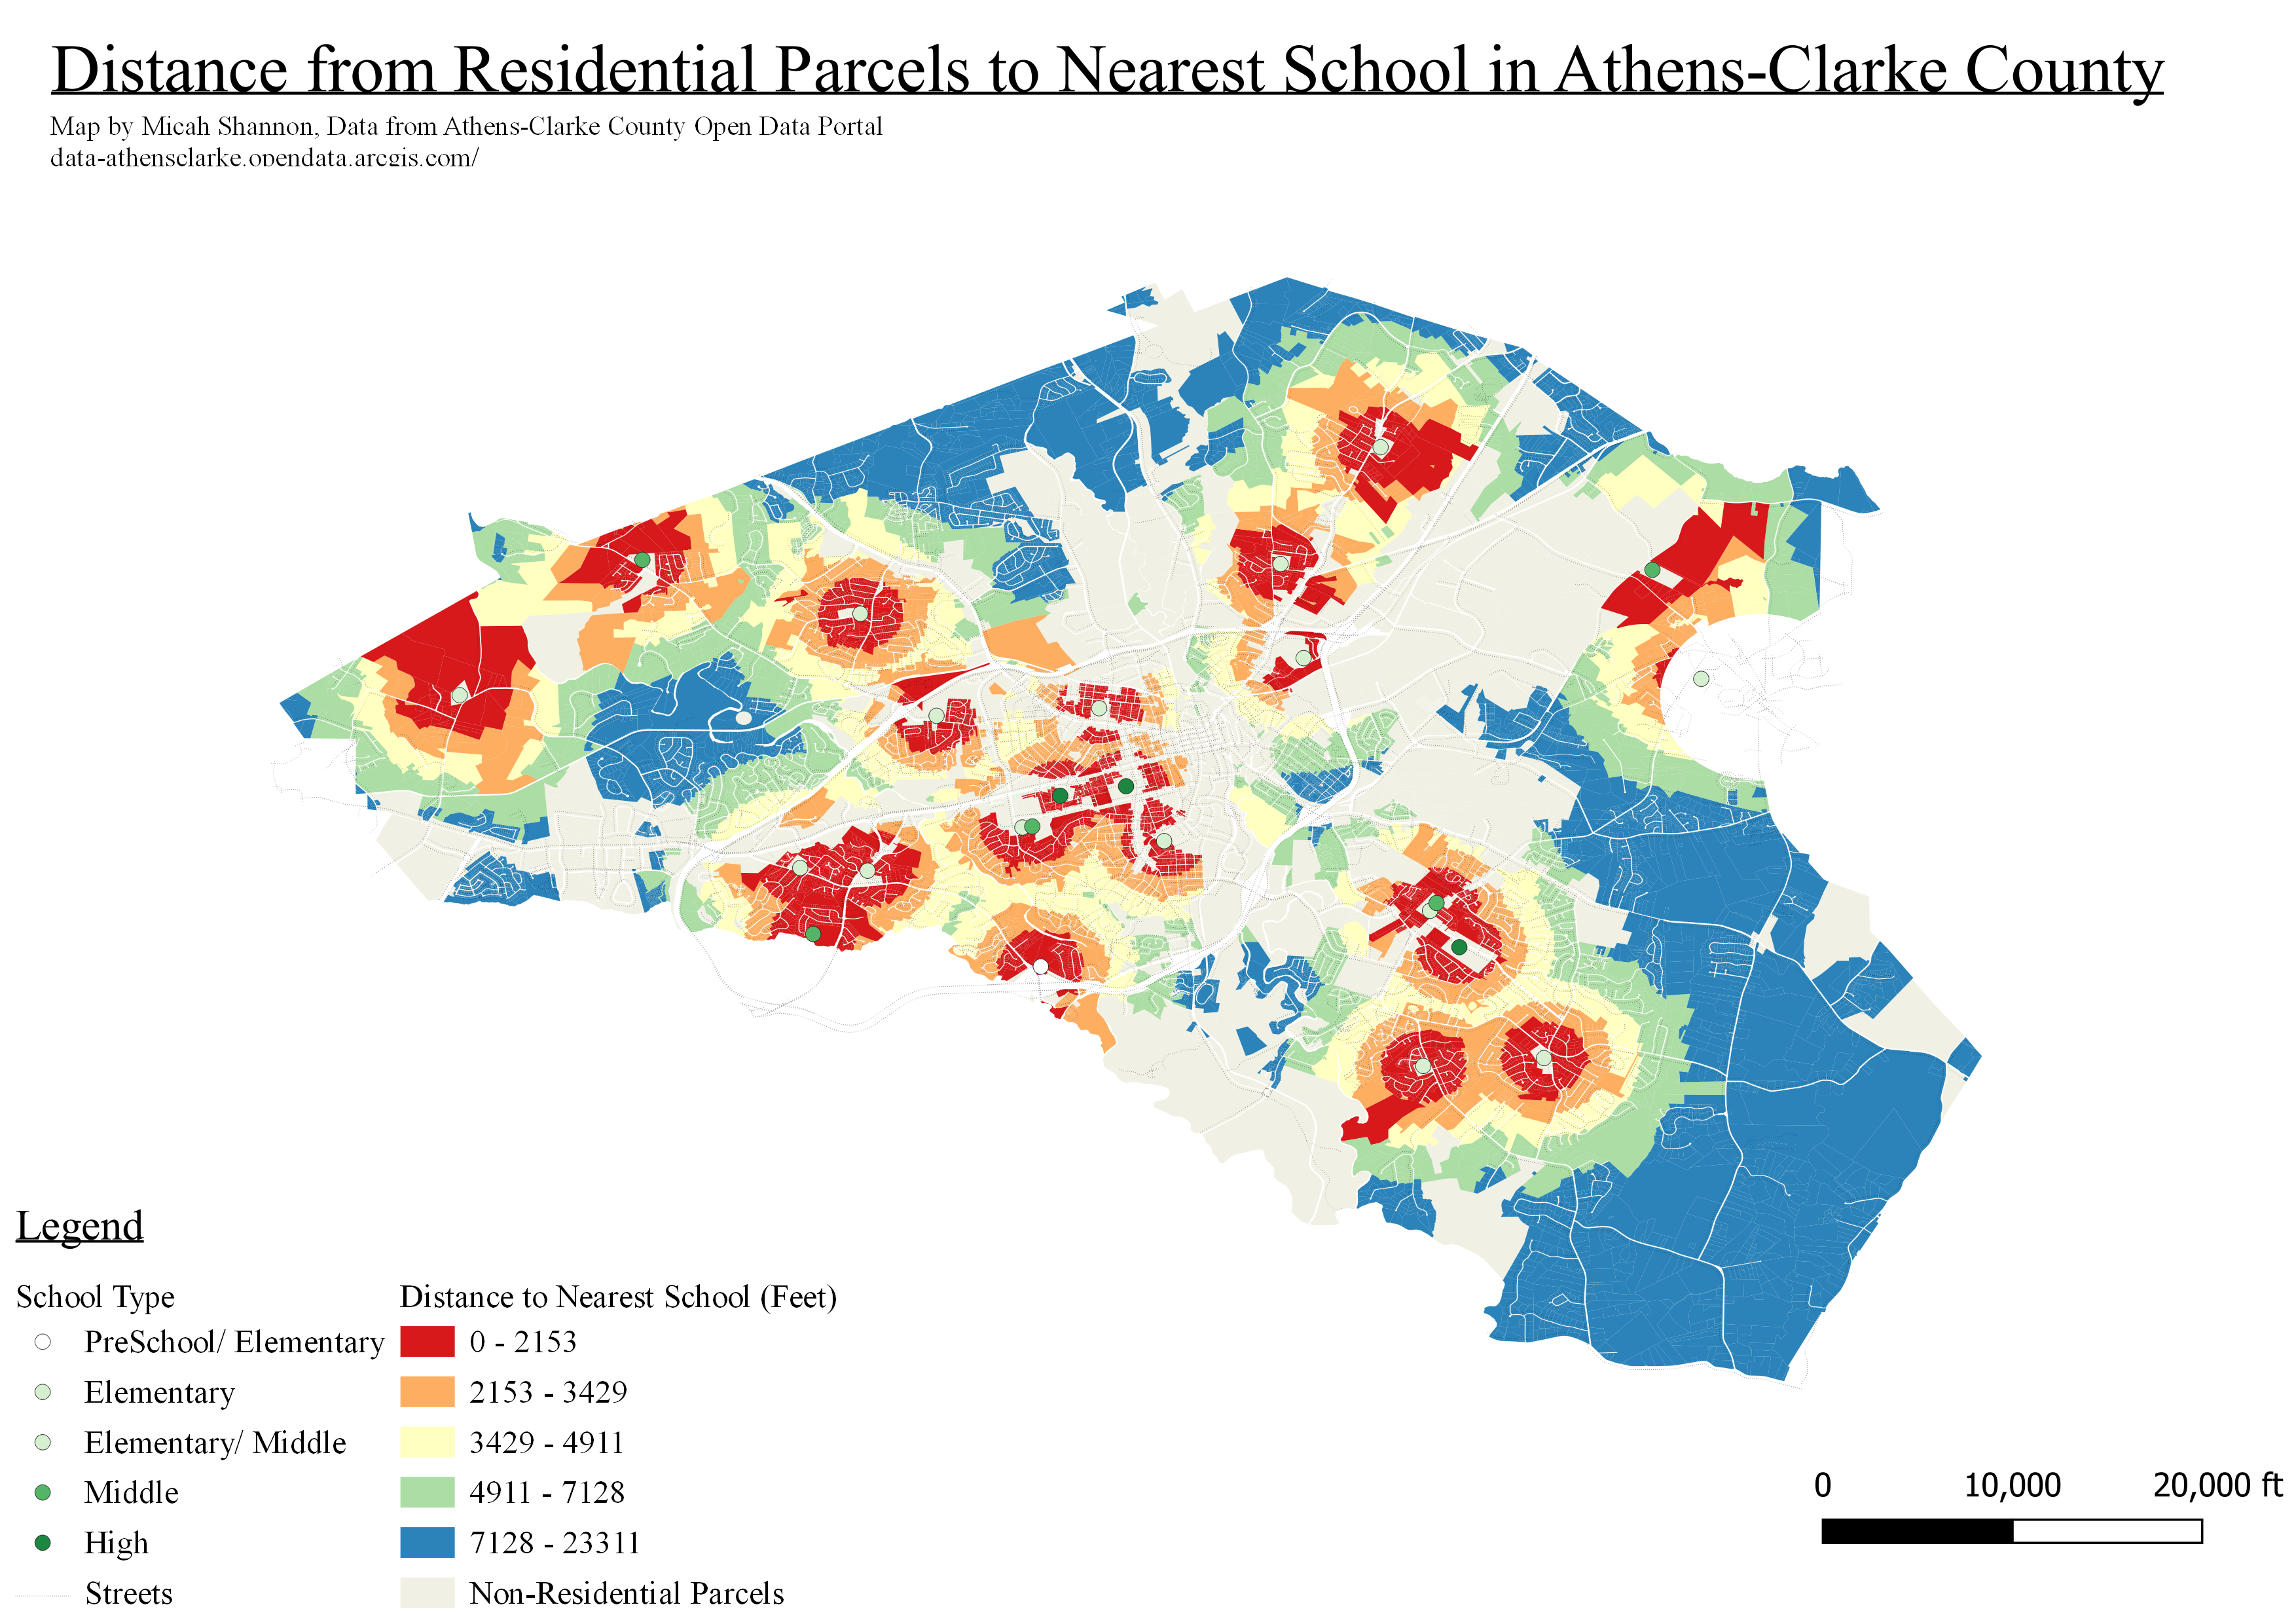 Distance from Residential Parcels to Nearest School in Athens-Clarke County
Map by Micah Shannon, Data from Athens-Clarke County Open Data Portal
data-athensclarke.opendata.arcgis.com/
Legend
School Type
PreSchool/ Elementary
Elementary
Elementary/ Middle
Middle
High
Streets
Distance to Nearest School (Feet)
0 - 2153
2153 - 3429
3429 - 4911
4911 - 7128
7128 - 23311
Non-Residential Parcels
0 10,000 20,000 ft